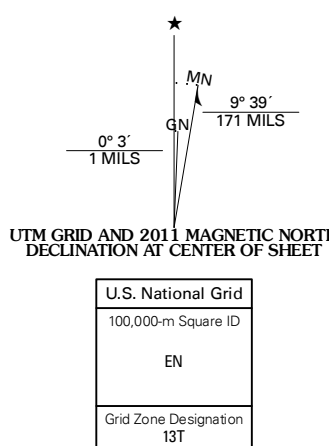 ★
MN
9° 39´
171 MILS
GN
0° 3´
1 MILS
UTM GRID AND 2011 MAGNETIC NORTH
DECLINATION AT CENTER OF SHEET
U.S. National Grid
100,000-m Square ID
EN
Grid Zone Designation
13T